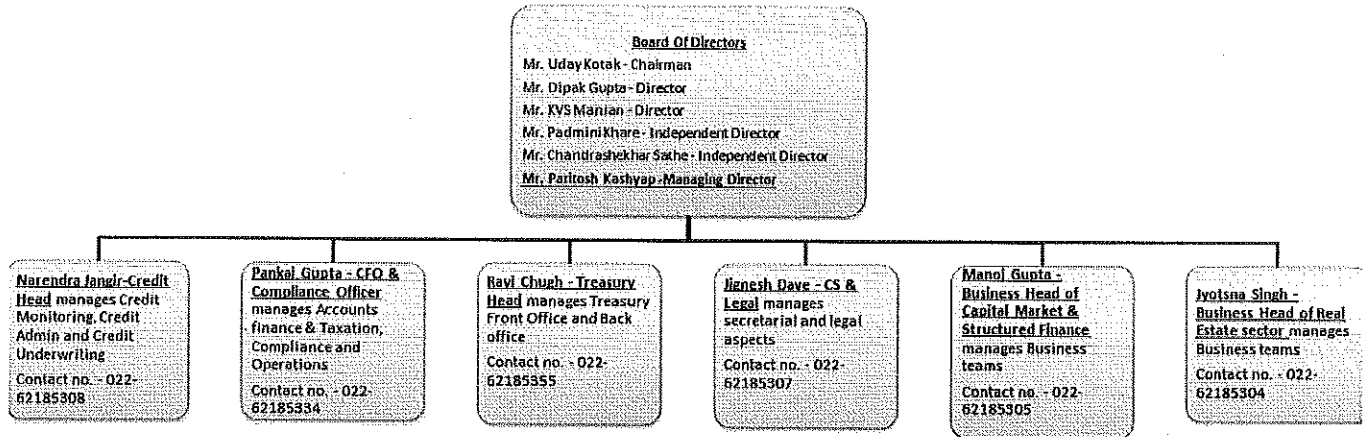 Board Of Directors
Mr. Uday Kotak - Chairman
Mr. Dipak Gupta - Director
Mr. KVS Manian - Director
Mr. Padmini Khare - Independent Director
Mr. Chandrashekhar Sathe - Independent Director
Mr. Paritosh Kashyap -Managing Director
Narendra Jangir-Credit
Head manages Credit
Monitoring, Credit
Admin and Credit
Underwriting
Contact no. - 022-
62185308
Pankaj Gupta - CFO &
Compliance Officer
manages Accounts
finance & Taxation,
Compliance and
Operations
Contact no. - 022-
62185334
Ravi Chugh - Treasury
Head manages Treasury
Front Office and Back
office
Contact no. - 022-
62185355
Jignesh Dave - CS &
Legal manages
secretarial and legal
aspects
Contact no. - 022-
62185307
Manoj Gupta -
Business Head of
Capital Market &
Structured Finance
manages Business
teams
Contact no. - 022-
62185305
Jyotsna Singh -
Business Head of Real
Estate sector manages
Business teams
Contact no. - 022-
62185304